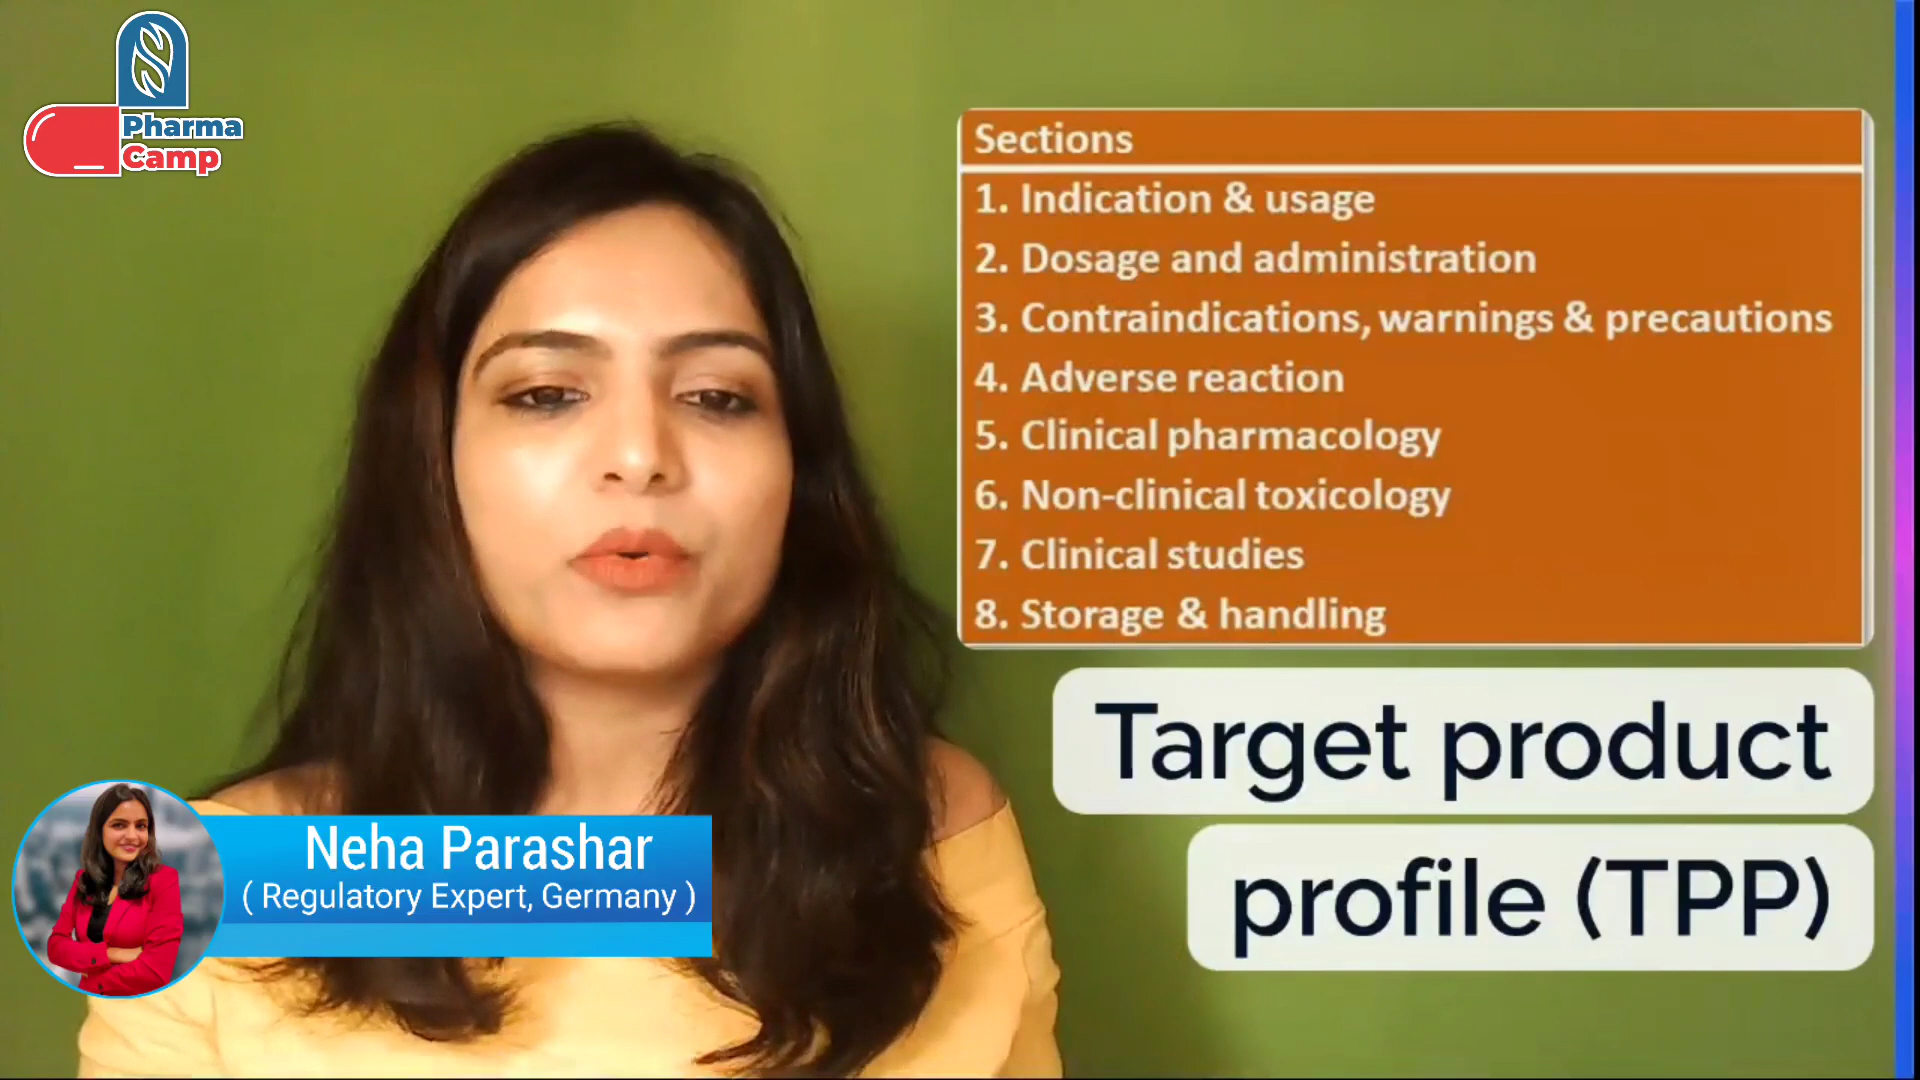 Pharma
Camp
Sections
1. Indication & usage
2. Dosage and administration
3. Contraindications, warnings & precautions
4. Adverse reaction
5. Clinical pharmacology
6. Non-clinical toxicology
7. Clinical studies
8. Storage & handling
Target product
profile (TPP)
Neha Parashar
( Regulatory Expert, Germany )